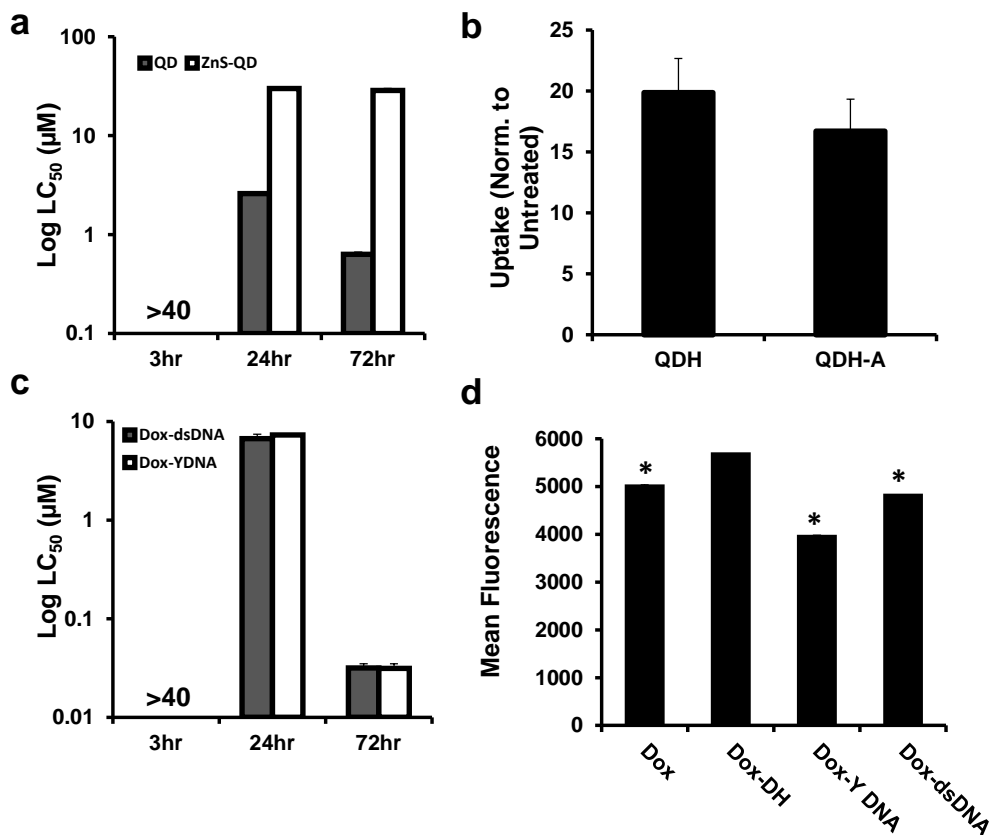 a
Log LC50 (µM)
100
10
1
0.1
QD
ZnS-QD
>40
3hr
24hr
72hr
b
Uptake (Norm. to
Untreated)
25
20
15
10
5
0
QDH
QDH-A
c
Log LC50 (µM)
10
1
0.1
0.01
Dox-dsDNA
Dox-YDNA
>40
3hr
24hr
72hr
d
Mean Fluorescence
6000
5000
4000
3000
2000
1000
0
*
*
*
Dox
Dox-DH
Dox-Y DNA
Dox-dsDNA